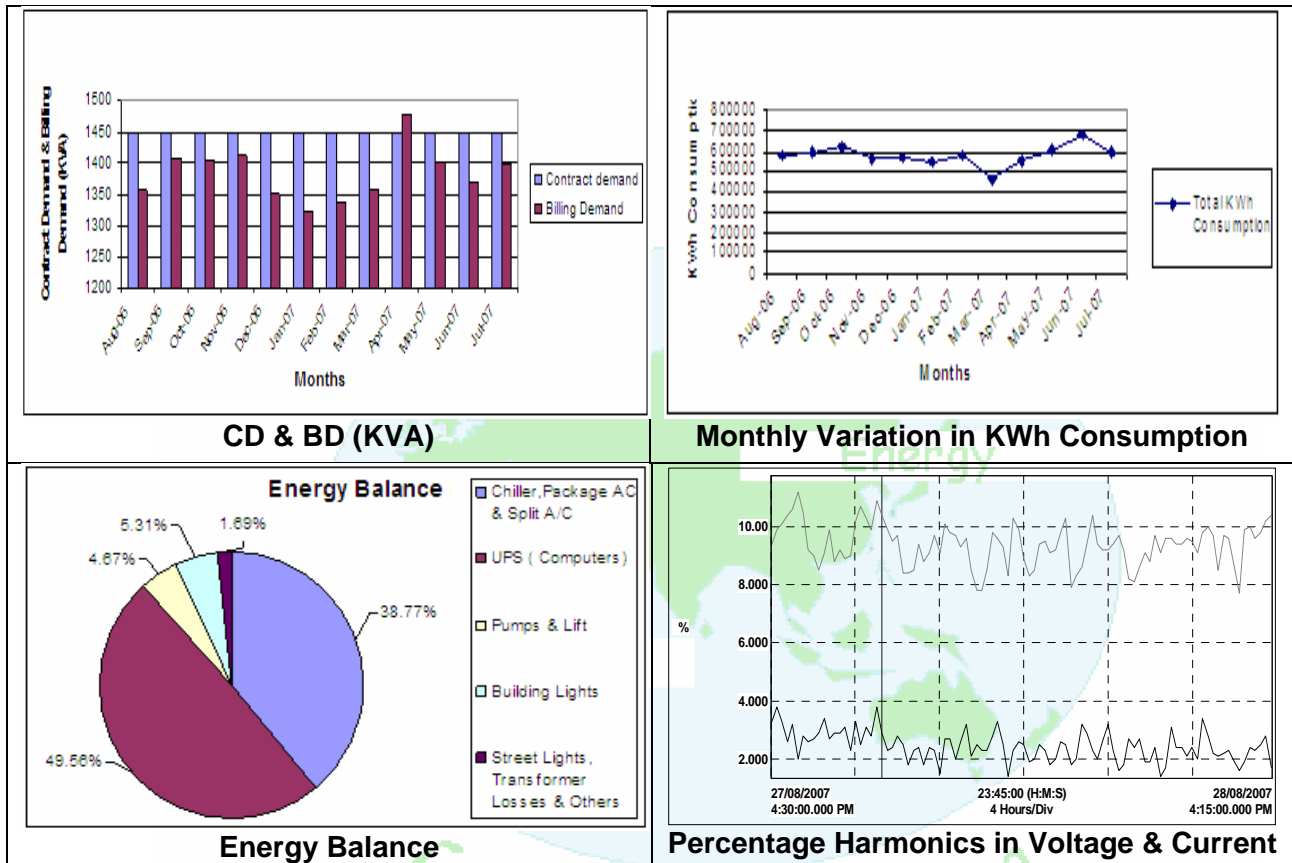 Contract Demand & Billing
Demand (KVA)
1500
1450
1400
1350
1300
1250
1200
Aug-06
Sep-06
Oct-06
Nov-06
Dec-06
Jan-07
Feb-07
Mar-07
Apr-07
May-07
Jun-07
Jul-07
Months
Contract demand
Billing Demand
CD & BD (KVA)
KWh Consumptic
800000
700000
600000
500000
400000
300000
200000
100000
0
Aug-06
Sep-06
Oct-06
Nov-06
Dec-06
Jan-07
Feb-07
Mar-07
Apr-07
May-07
Jun-07
Jul-07
Months
Total KWh
Consumption
Monthly Variation in KWh Consumption
Energy Balance
5.31%
1.69%
4.67%
38.77%
49.56%
Chiller,Package AC
& Split A/C
UPS ( Computers )
Pumps & Lift
Building Lights
Street Lights,
Transformer
Losses & Others
Energy Balance
Energy
10.00
8.000
6.000
%
4.000
2.000
27/08/2007
4:30:00.000 PM
23:45:00 (H:M:S)
4 Hours/Div
28/08/2007
4:15:00.000 PM
Percentage Harmonics in Voltage & Current